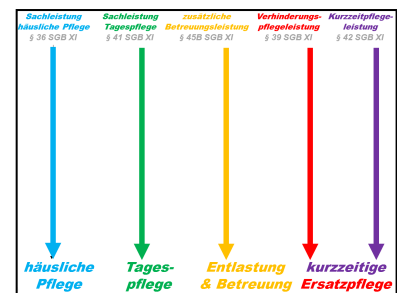 Sachleistung
häusliche Pflege
§ 36 SGB XI
Sachleistung
Tagespflege
§ 41 SGB XI
zusätzliche
Betreuungsleistung
§ 45B SGB XI
Verhinderungs-
pflegeleistung
§ 39 SGB XI
Kurzzeitpflege-
leistung
§ 42 SGB XI
häusliche
Pflege
Tages-
pflege
Entlastung
& Betreuung
kurzzeitige
Ersatzpflege